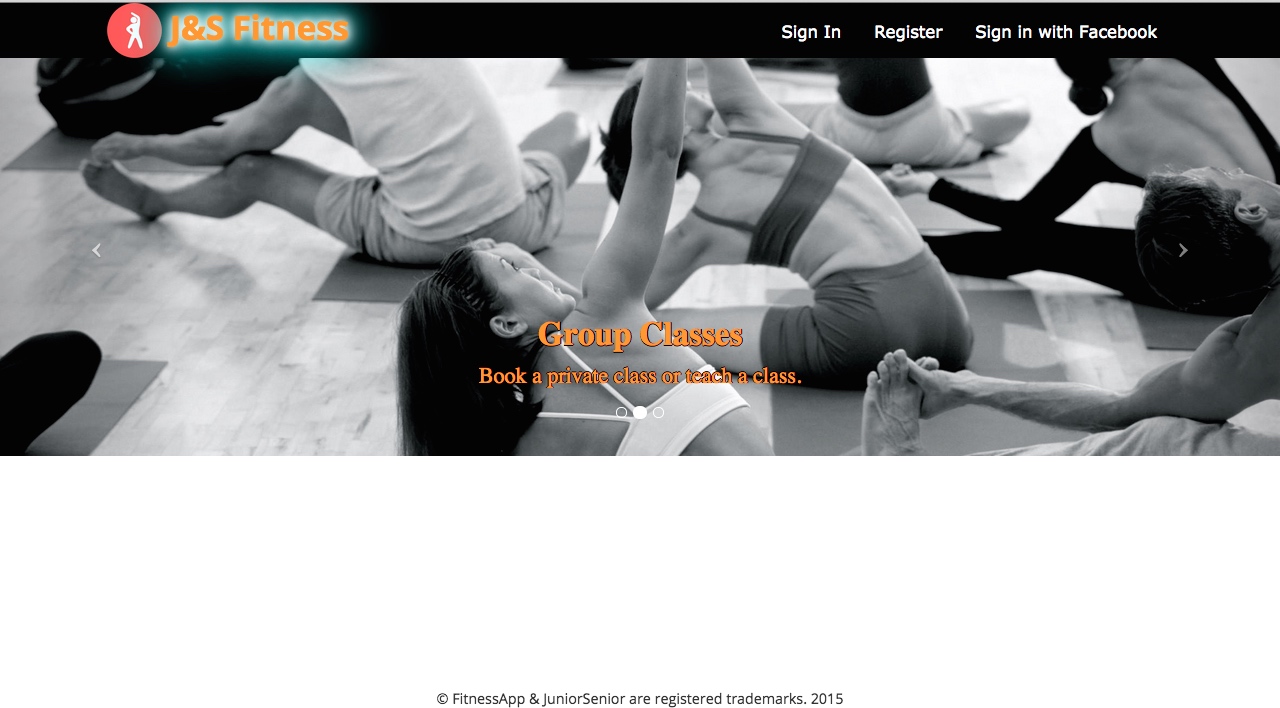 J&S Fitness
Sign In
Register
Sign in with Facebook
Group Classes
Book a private class or teach a class.
© FitnessApp & JuniorSenior are registered trademarks. 2015